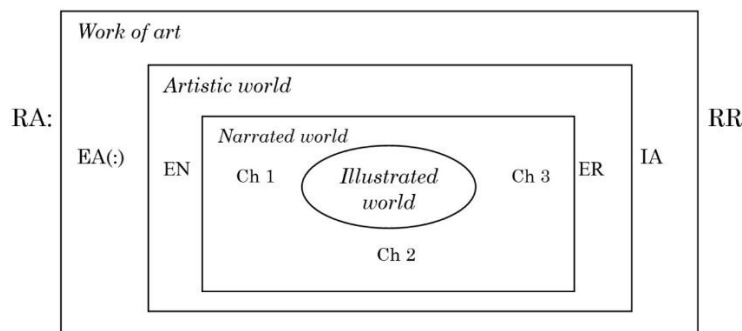 Work of art
Artistic world
RA:
RR
Narrated world
EA(:)
EN
Ch 1
Illustrated
world
Ch 3
ER
IA
Ch 2